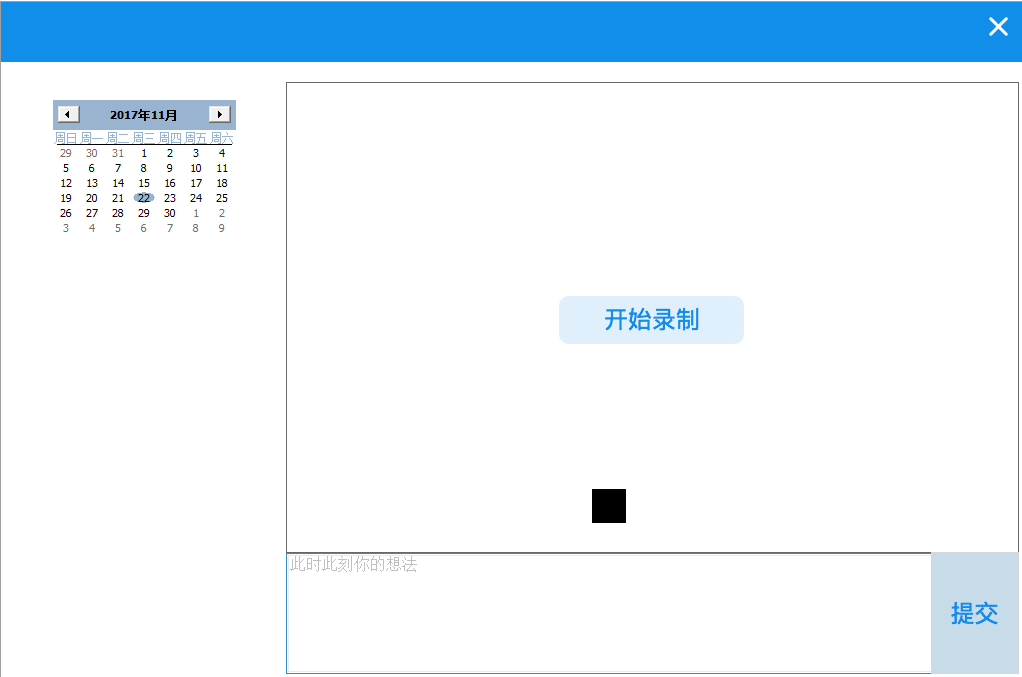 2017年11月
周日 周一 周二 周三 周四 周五 周六
29 30 31 1 2 3 4
5 6 7 8 9 10 11
12 13 14 15 16 17 18
19 20 21 22 23 24 25
26 27 28 29 30 1 2
3 4 5 6 7 8 9
开始录制
此时此刻你的想法
提交